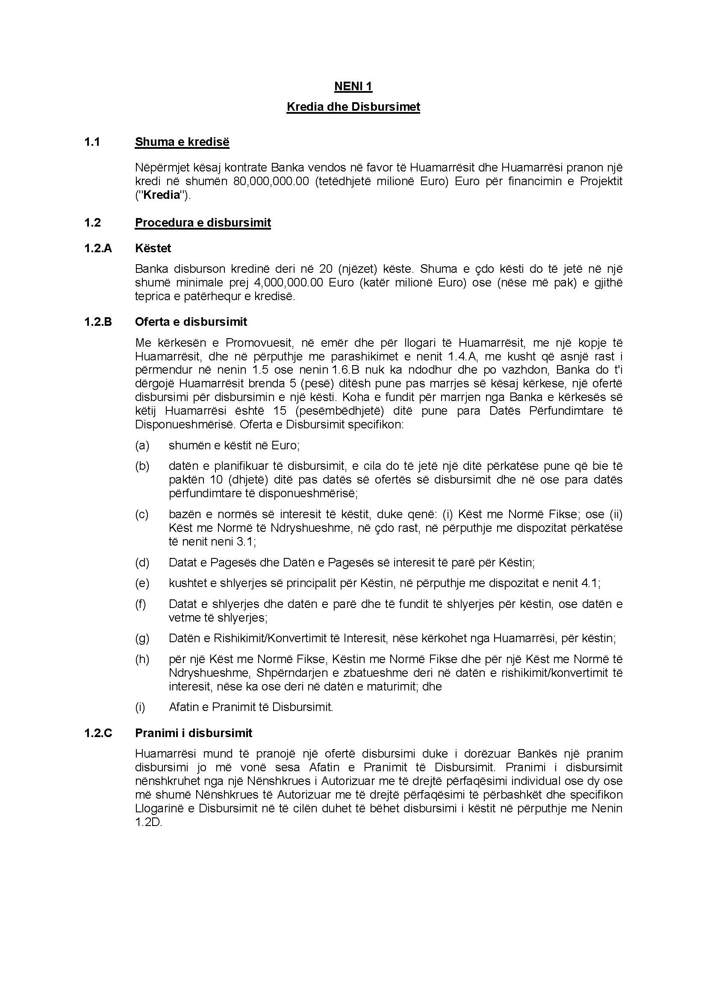 NENI 1
Kredia dhe Disbursimet
1.1 Shuma e kredisë
Nëpërmjet kësaj kontrate Banka vendos në favor të Huamarrësit dhe Huamarrësi pranon një
kredi në shumën 80,000,000.00 (tetëdhjetë milionë Euro) Euro për financimin e Projektit
("Kredia").
1.2 Procedura e disbursimit
1.2.A Këstet
Banka disburson kredinë deri në 20 (njëzet) këste. Shuma e çdo kësti do të jetë në një
shumë minimale prej 4,000,000.00 Euro (katër milionë Euro) ose (nëse më pak) e gjithë
teprica e patërhequr e kredisë.
1.2.B Oferta e disbursimit
Me kërkesën e Promovuesit, në emër dhe për llogari të Huamarrësit, me një kopje të
Huamarrësit, dhe në përputhje me parashikimet e nenit 1.4.A, me kusht që asnjë rast i
përmendur në nenin 1.5 ose nenin 1.6.B nuk ka ndodhur dhe po vazhdon, Banka do t'i
dërgojë Huamarrësit brenda 5 (pesë) ditësh pune pas marrjes së kësaj kërkese, një ofertë
disbursimi për disbursimin e një kësti. Koha e fundit për marrjen nga Banka e kërkesës së
këtij Huamarrësi është 15 (pesëmbëdhjetë) ditë pune para Datës Përfundimtare të
Disponueshmërisë. Oferta e Disbursimit specifikon:
(a) shumën e këstit në Euro;
(b) datën e planifikuar të disbursimit, e cila do të jetë një ditë përkatëse pune që bie të
paktën 10 (dhjetë) ditë pas datës së ofertës së disbursimit dhe në ose para datës
përfundimtare të disponueshmërisë;
(c) bazën e normës së interesit të këstit, duke qenë: (i) Këst me Normë Fikse; ose (ii)
Këst me Normë të Ndryshueshme, në çdo rast, në përputhje me dispozitat përkatëse
të nenit neni 3.1;
(d) Datat e Pagesës dhe Datën e Pagesës së interesit të parë për Këstin;
(e) kushtet e shlyerjes së principalit për Këstin, në përputhje me dispozitat e nenit 4.1;
(f) Datat e shlyerjes dhe datën e parë dhe të fundit të shlyerjes për këstin, ose datën e
vetme të shlyerjes;
(g) Datën e Rishikimit/Konvertimit të Interesit, nëse kërkohet nga Huamarrësi, për këstin;
(h) për një Këst me Normë Fikse, Këstin me Normë Fikse dhe për një Këst me Normë të
Ndryshueshme, Shpërndarjen e zbatueshme deri në datën e rishikimit/konvertimit të
interesit, nëse ka ose deri në datën e maturimit; dhe
(i) Afatin e Pranimit të Disbursimit.
1.2.C Pranimi i disbursimit
Huamarrësi mund të pranojë një ofertë disbursimi duke i dorëzuar Bankës një pranim
disbursimi jo më vonë sesa Afatin e Pranimit të Disbursimit. Pranimi i disbursimit
nënshkruhet nga një Nënshkrues i Autorizuar me të drejtë përfaqësimi individual ose dy ose
më shumë Nënshkrues të Autorizuar me të drejtë përfaqësimi të përbashkët dhe specifikon
Llogarinë e Disbursimit në të cilën duhet të bëhet disbursimi i këstit në përputhje me Nenin
1.2D.